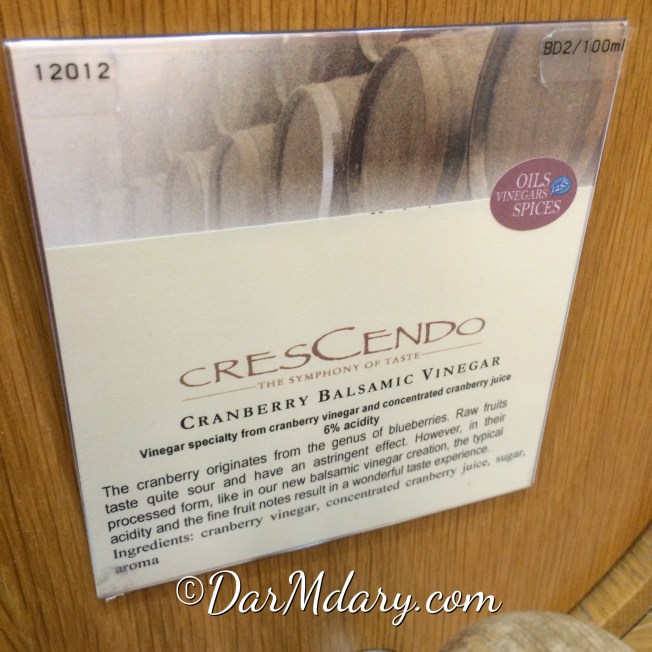 12012
BD2/100ml
OILS
VINEGARS
SPICES
CRESCENDO
THE SYMPHONY OF TASTE
CRANBERRY BALSAMIC VINEGAR
Vinegar specialty from cranberry vinegar and concentrated cranberry juice
6% acidity
The cranberry originates from the genus of blueberries. Raw fruits
taste quite sour and have an astringent effect. However, in their
processed form, like in our new balsamic vinegar creation, the typical
acidity and the fine fruit notes result in a wonderful taste experience.
Ingredients: cranberry vinegar, concentrated cranberry juice, sugar,
aroma
©DarMdary.com